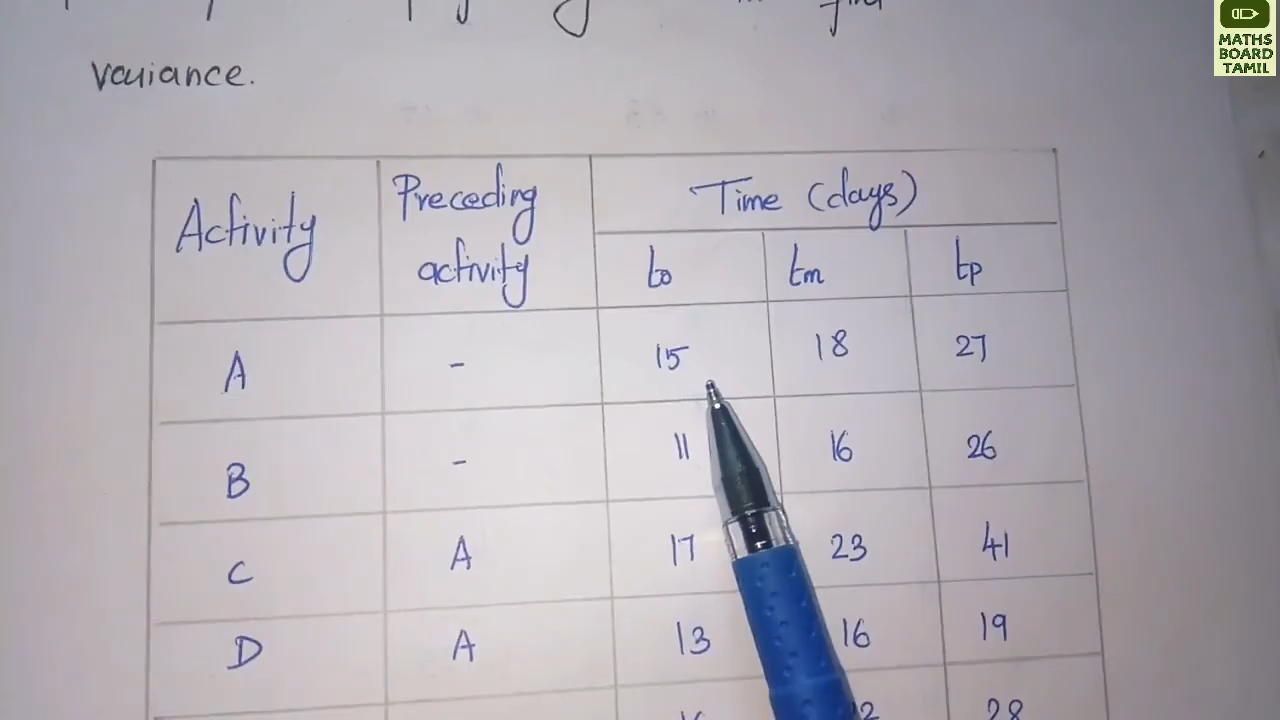 variance.
MATHS
BOARD
TAMIL
Activity Preceding activity Time (days)
to tm tp
A - 15 18 27
B - 11 16 26
C A 17 23 41
D A 13 16 19
28